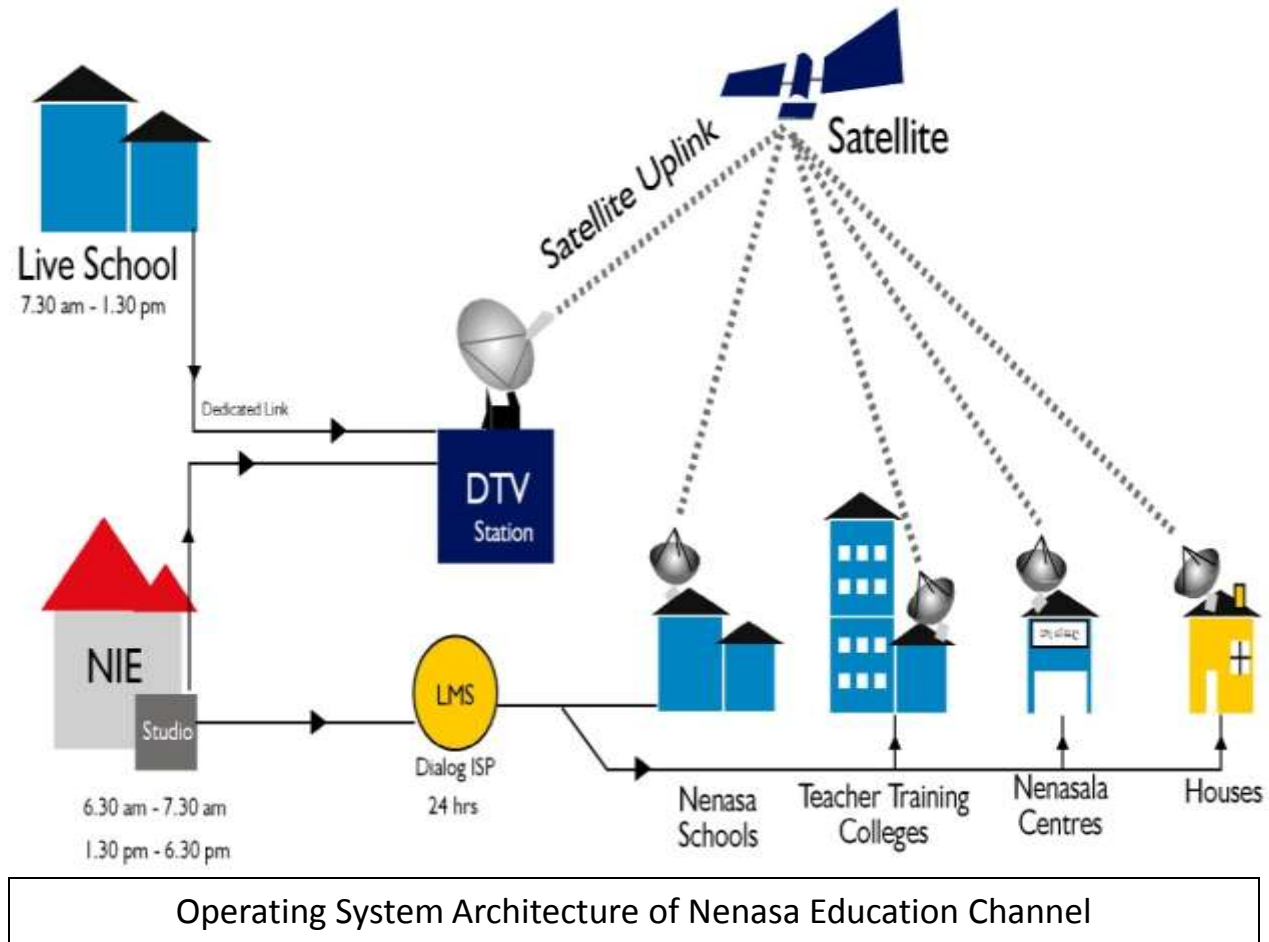 Satellite
Satellite Uplink
Live School
7.30 am - 1.30 pm
Dedicated Link
DTV
Station
NIE
Studio
LMS
Dialog ISP
24 hrs
6.30 am - 7.30 am
1.30 pm - 6.30 pm
Nenasa
Schools
Teacher Training
Colleges
Nenasala
Centres
Houses
Operating System Architecture of Nenasa Education Channel